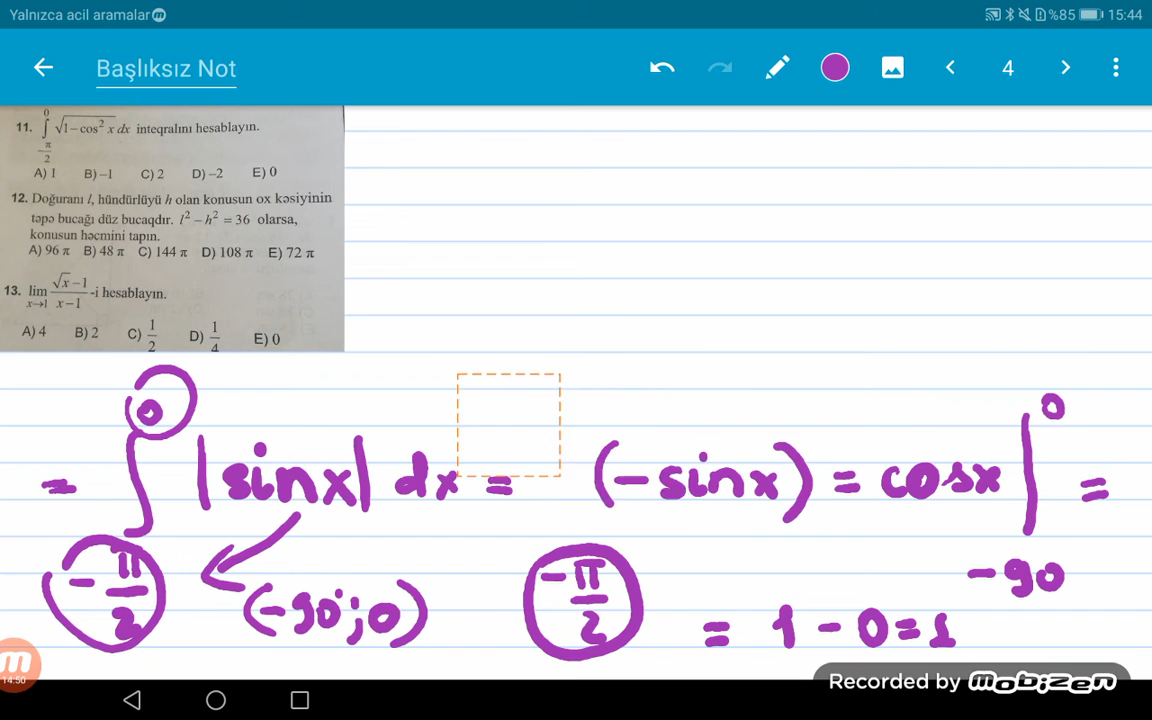 Yalnızca acil aramalar %85 15:44
Başlıksız Not 4
11. ∫_{-π/2}^{0} √(1−cos² x) dx inteqralını hesablayın.
A) 1 B) −1 C) 2 D) −2 E) 0
12. Doğuranı l, hündürlüyü h olan konusun ox kəsiyinin
təpə bucağı düz bucaqdır. l² − h² = 36 olarsa,
konusun həcmini tapın.
A) 96 π B) 48 π C) 144 π D) 108 π E) 72 π
13. lim_{x→1} (√x − 1)/(x − 1) -i hesablayın.
A) 4 B) 2 C) 1/2 D) 1/4 E) 0
= ∫_{-π/2}^{0} |sinx| dx = (-sinx) = cosx |_{-90}^{0} =
(-90°;0) -π/2
= 1 - 0 = 1
14:50
Recorded by mobizen